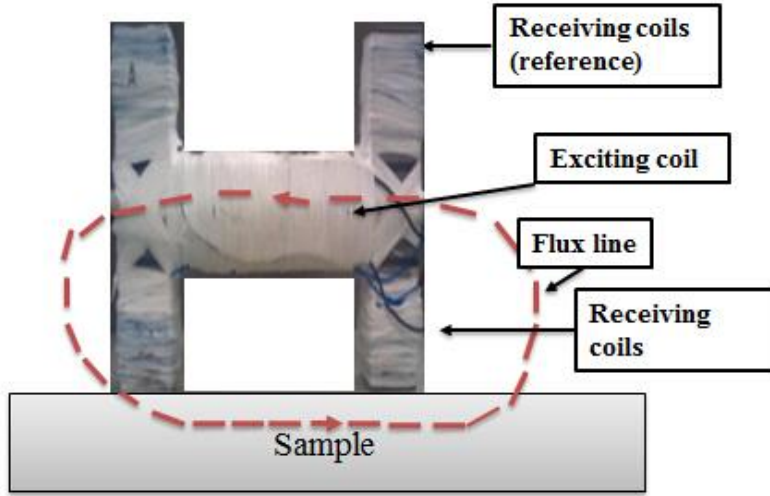 Receiving coils
(reference)
Exciting coil
Flux line
Receiving
coils
Sample